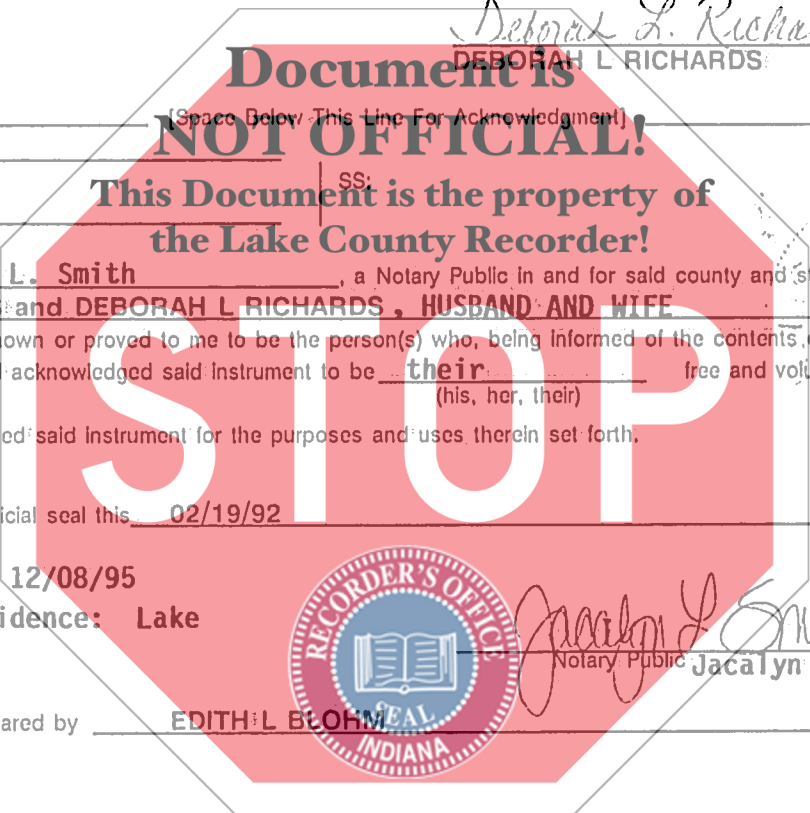 Deborah L. Richa
DEBORAH L RICHARDS
Document is
[Space Below This Line For Acknowledgment]
NOT OFFICIAL!
SS:
This Document is the property of
the Lake County Recorder!
L. Smith, a Notary Public in and for said county and s
and DEBORAH L RICHARDS, HUSBAND AND WIFE
own or proved to me to be the person(s) who, being informed of the contents
acknowledged said instrument to be their free and volu
(his, her, their)
ed said instrument for the purposes and uses therein set forth.
STOP
icial seal this 02/19/92
12/08/95
idence: Lake
RECORDER'S OFFICE
SEAL
INDIANA
Jacalyn L Sm
Notary Public Jacalyn
ared by EDITH L BLOHM